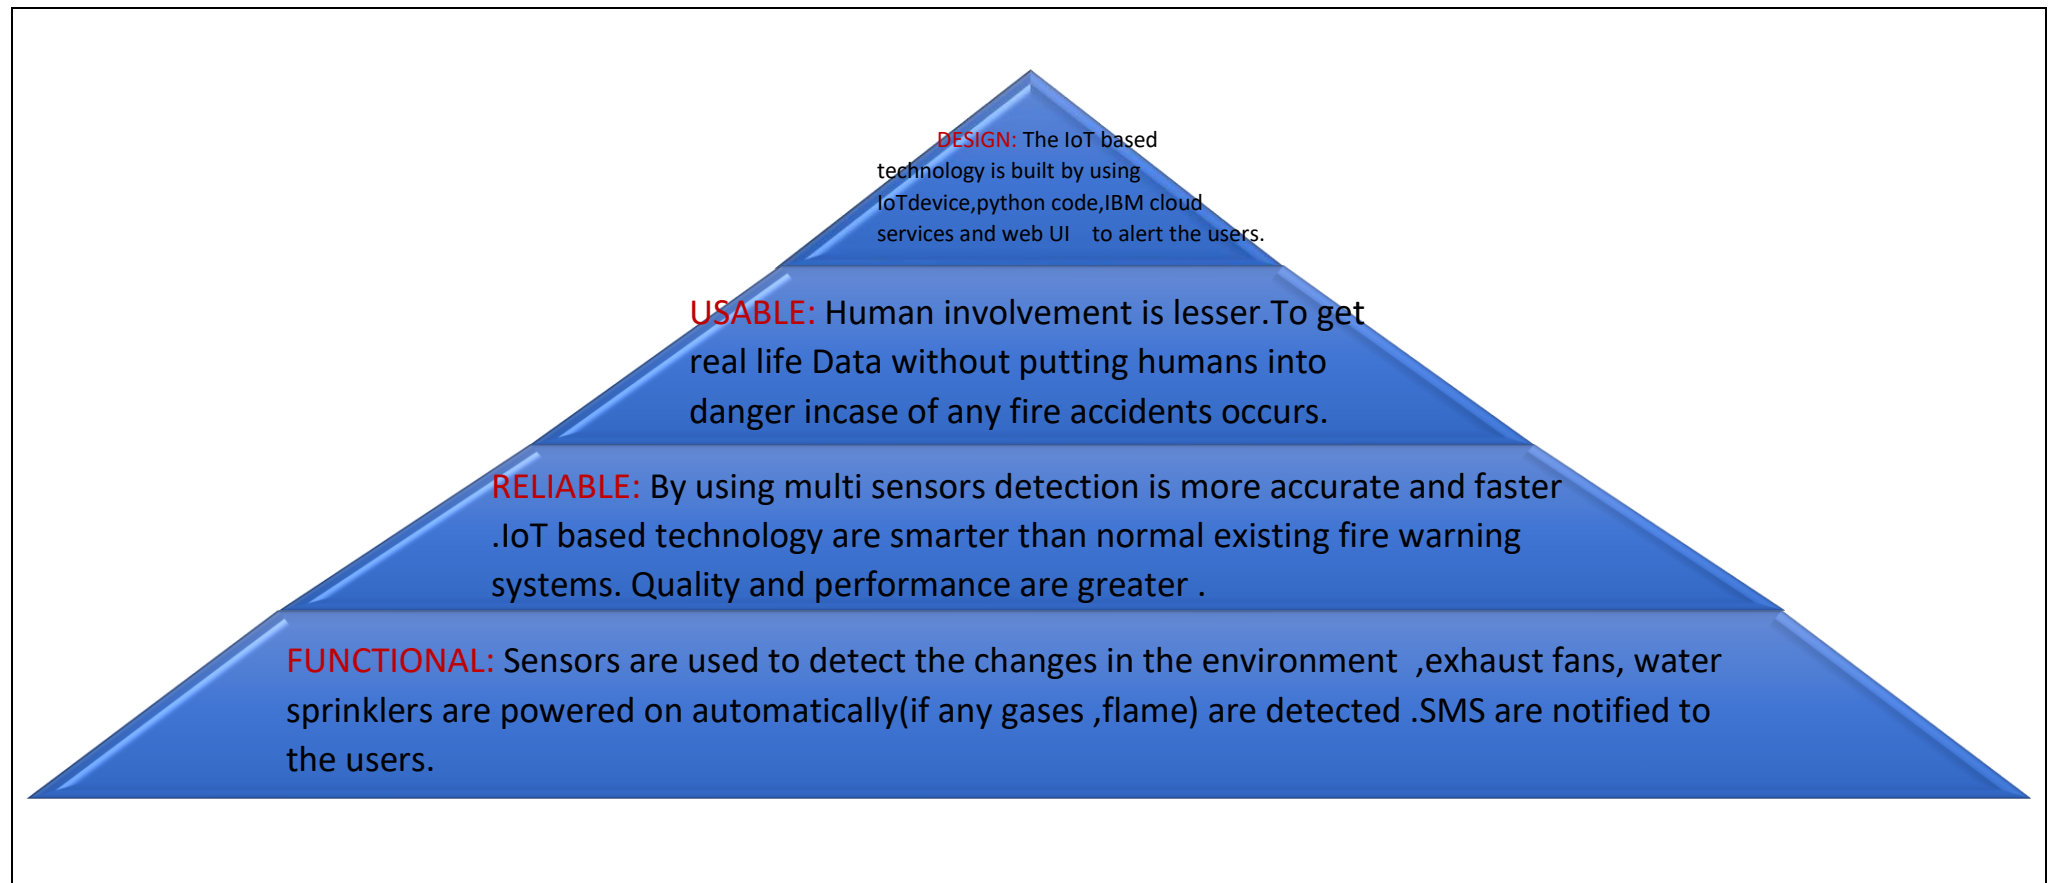 DESIGN: The IoT based
technology is built by using
IoTdevice,python code,IBM cloud
services and web UI   to alert the users.
USABLE: Human involvement is lesser.To get
real life Data without putting humans into
danger incase of any fire accidents occurs.
RELIABLE: By using multi sensors detection is more accurate and faster
.IoT based technology are smarter than normal existing fire warning
systems. Quality and performance are greater .
FUNCTIONAL: Sensors are used to detect the changes in the environment  ,exhaust fans, water
sprinklers are powered on automatically(if any gases ,flame) are detected .SMS are notified to
the users.